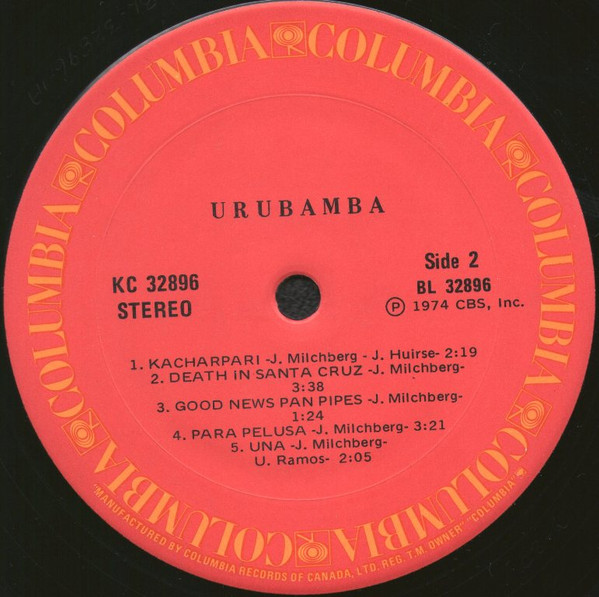 COLUMBIA COLUMBIA COLUMBIA COLUMBIA COLUMBIA COLUMBIA
URUBAMBA
KC 32896
STEREO
Side 2
BL 32896
Ⓟ 1974 CBS, Inc.
1. KACHARPARI -J. Milchberg - J. Huirse- 2:19
2. DEATH iN SANTA CRUZ -J. Milchberg-
3:38
3. GOOD NEWS PAN PIPES -J. Milchberg-
1:24
4. PARA PELUSA -J. Milchberg- 3:21
5. UNA -J. Milchberg-
U. Ramos- 2:05
"MANUFACTURED BY COLUMBIA RECORDS OF CANADA, LTD. REG. T.M. OWNER" "COLUMBIA"